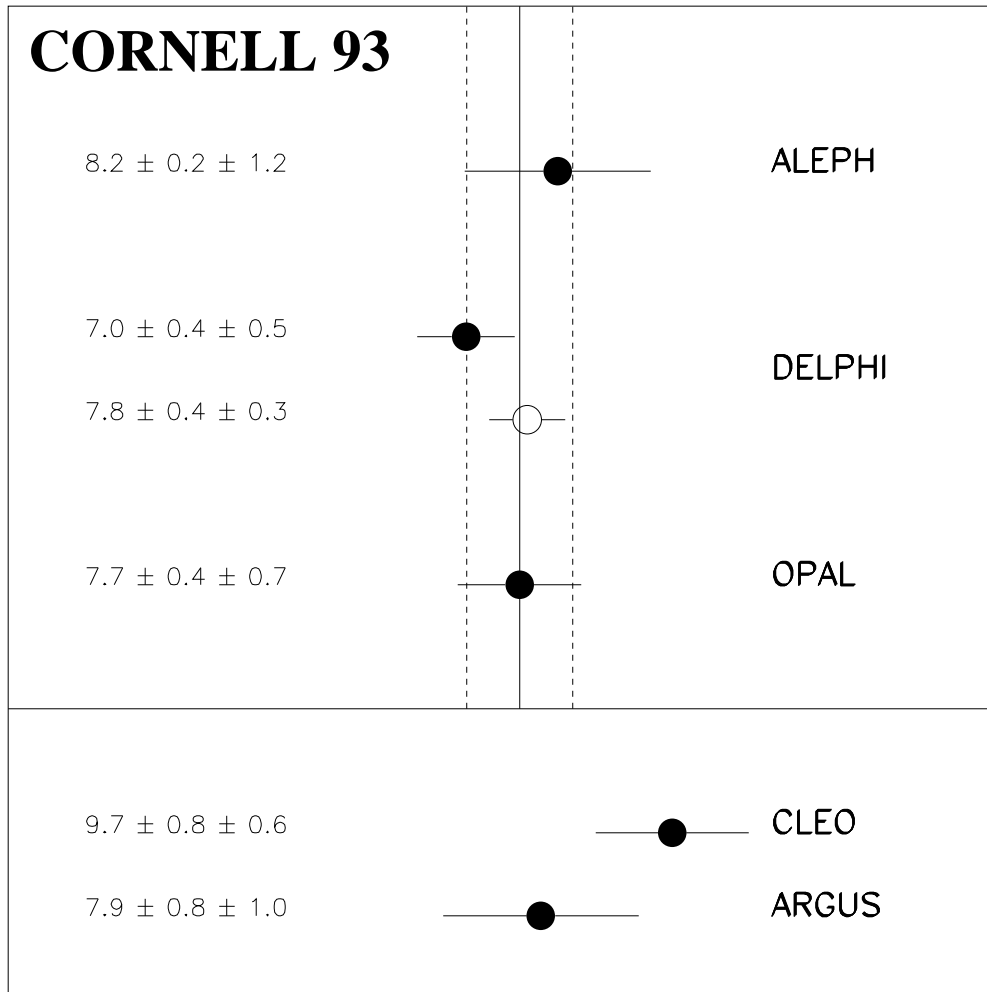 CORNELL 93
8.2 ± 0.2 ± 1.2 ALEPH
7.0 ± 0.4 ± 0.5
DELPHI
7.8 ± 0.4 ± 0.3
7.7 ± 0.4 ± 0.7 OPAL
9.7 ± 0.8 ± 0.6 CLEO
7.9 ± 0.8 ± 1.0 ARGUS